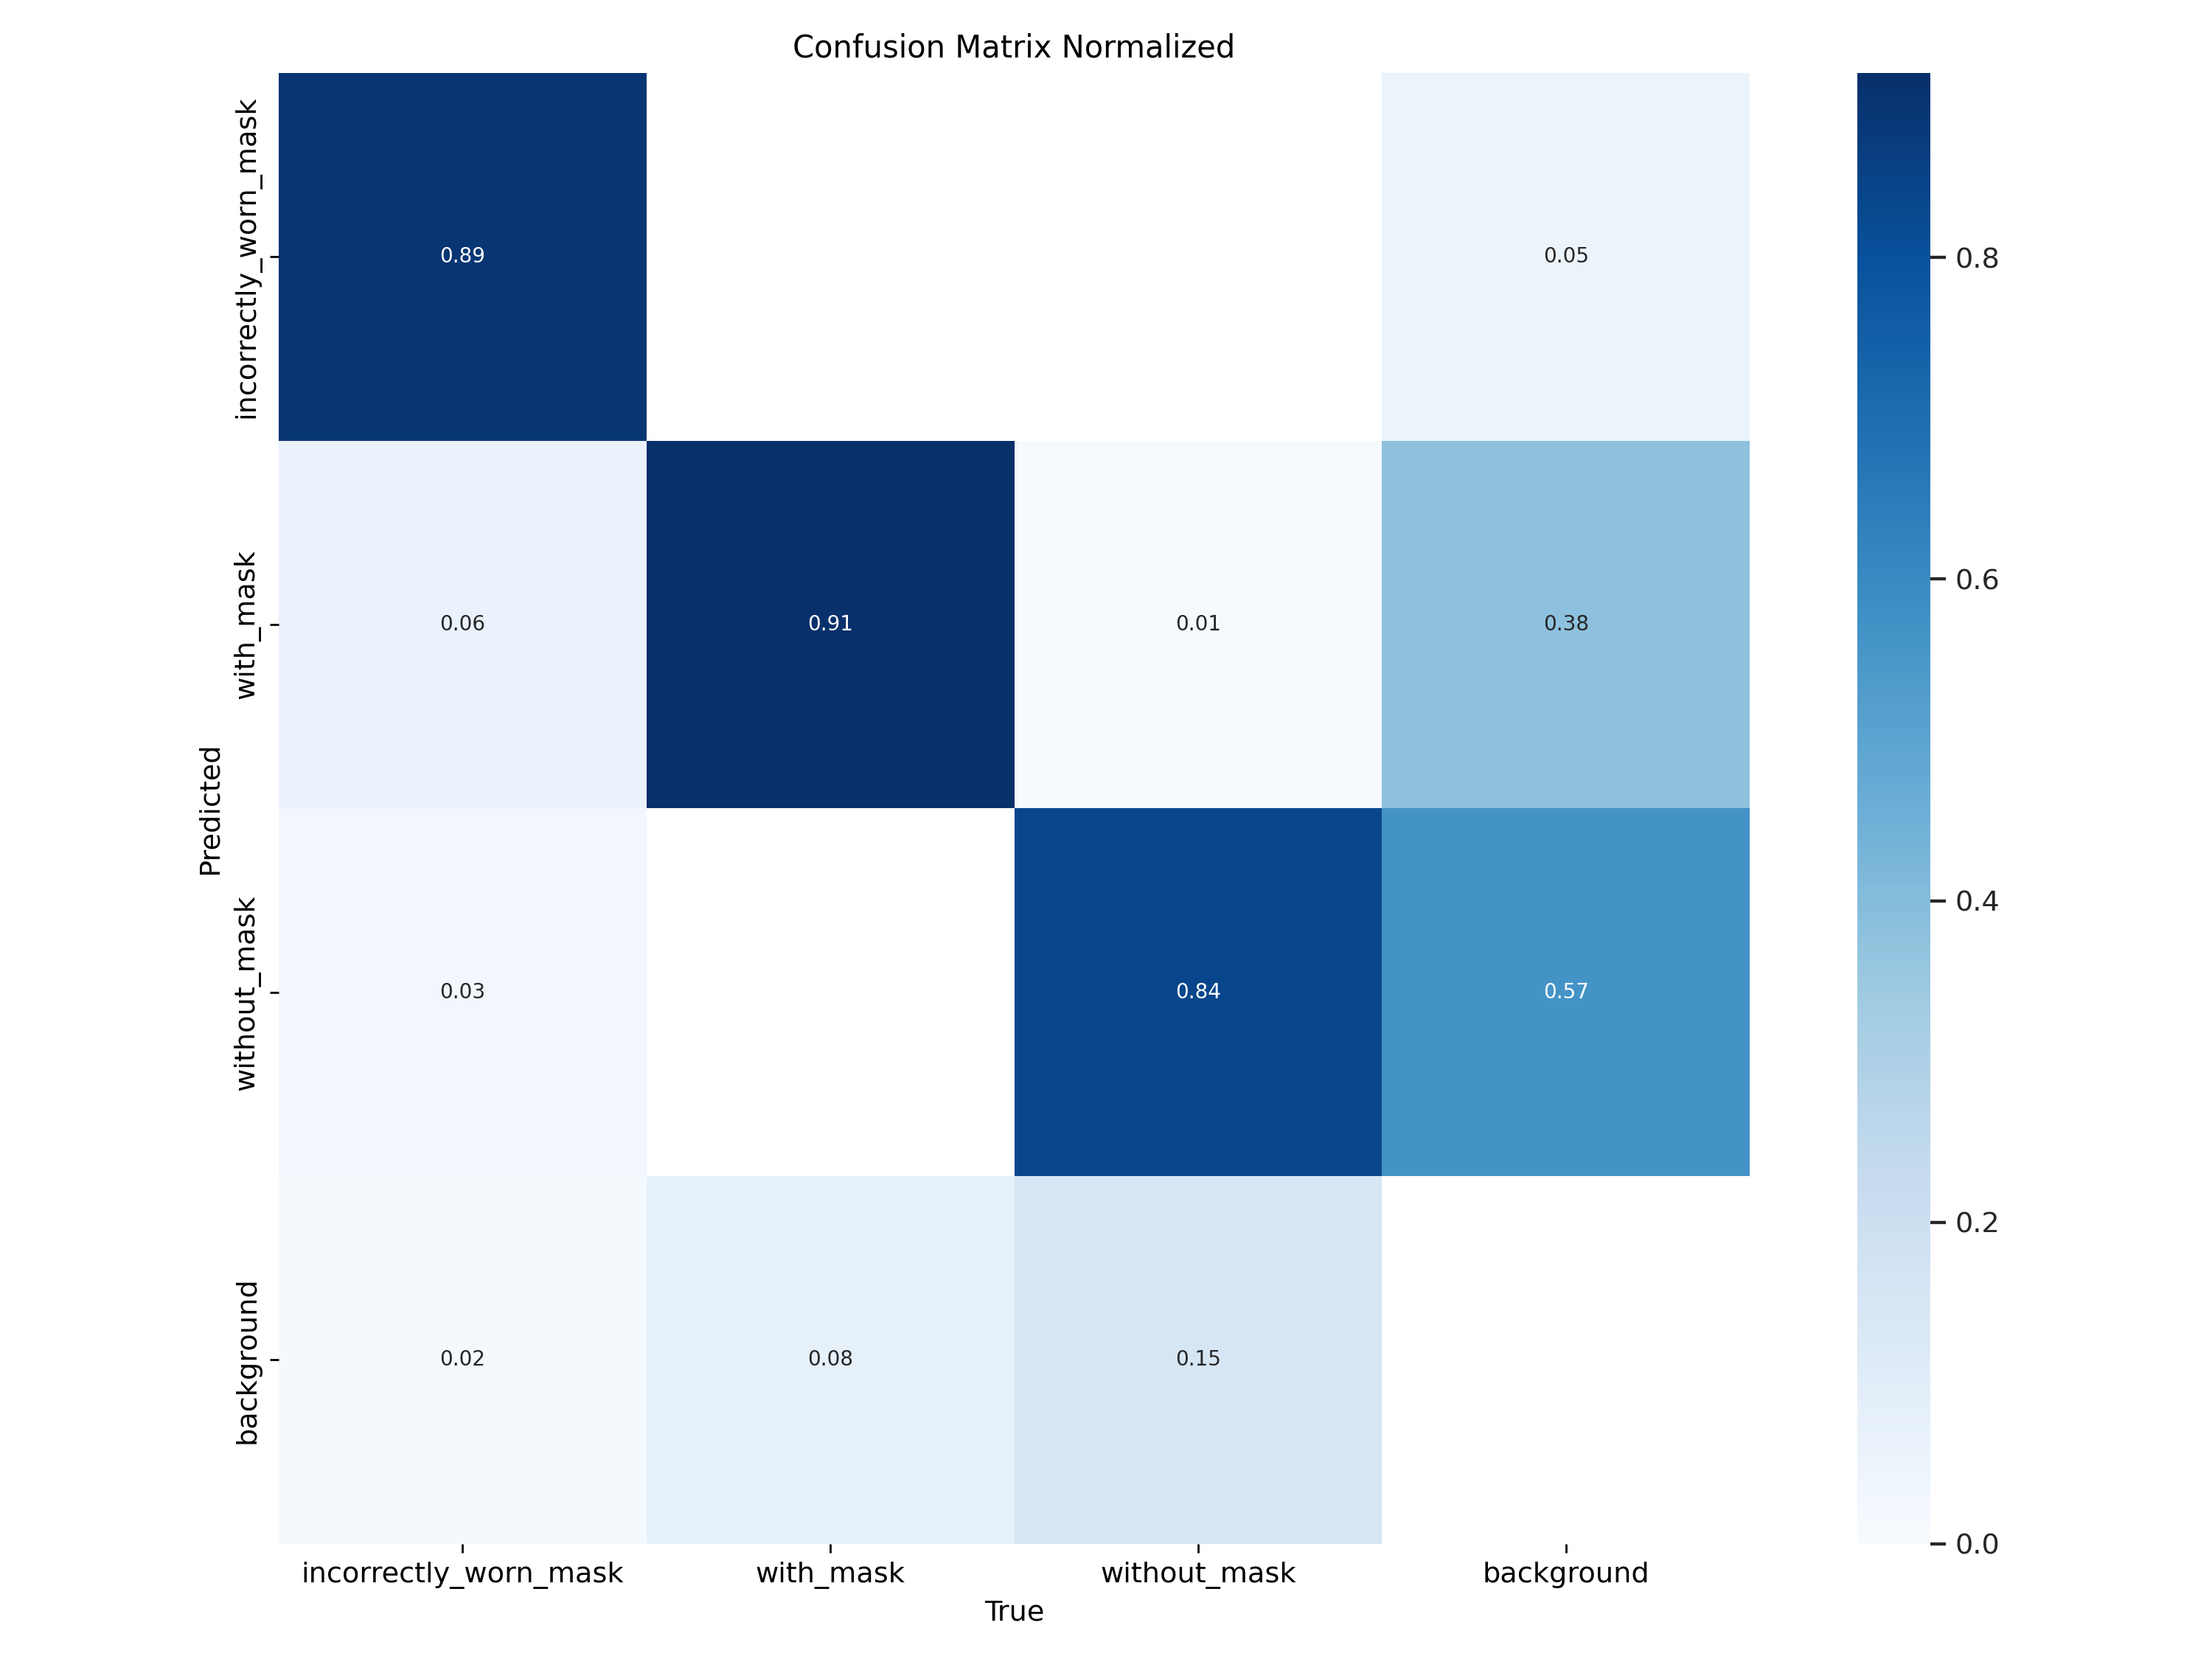 Confusion Matrix Normalized
incorrectly_worn_mask
0.89
0.05
with_mask
0.06
0.91
0.01
0.38
without_mask
0.03
0.84
0.57
background
0.02
0.08
0.15
Predicted
incorrectly_worn_mask
with_mask
without_mask
background
True
0.8
0.6
0.4
0.2
0.0